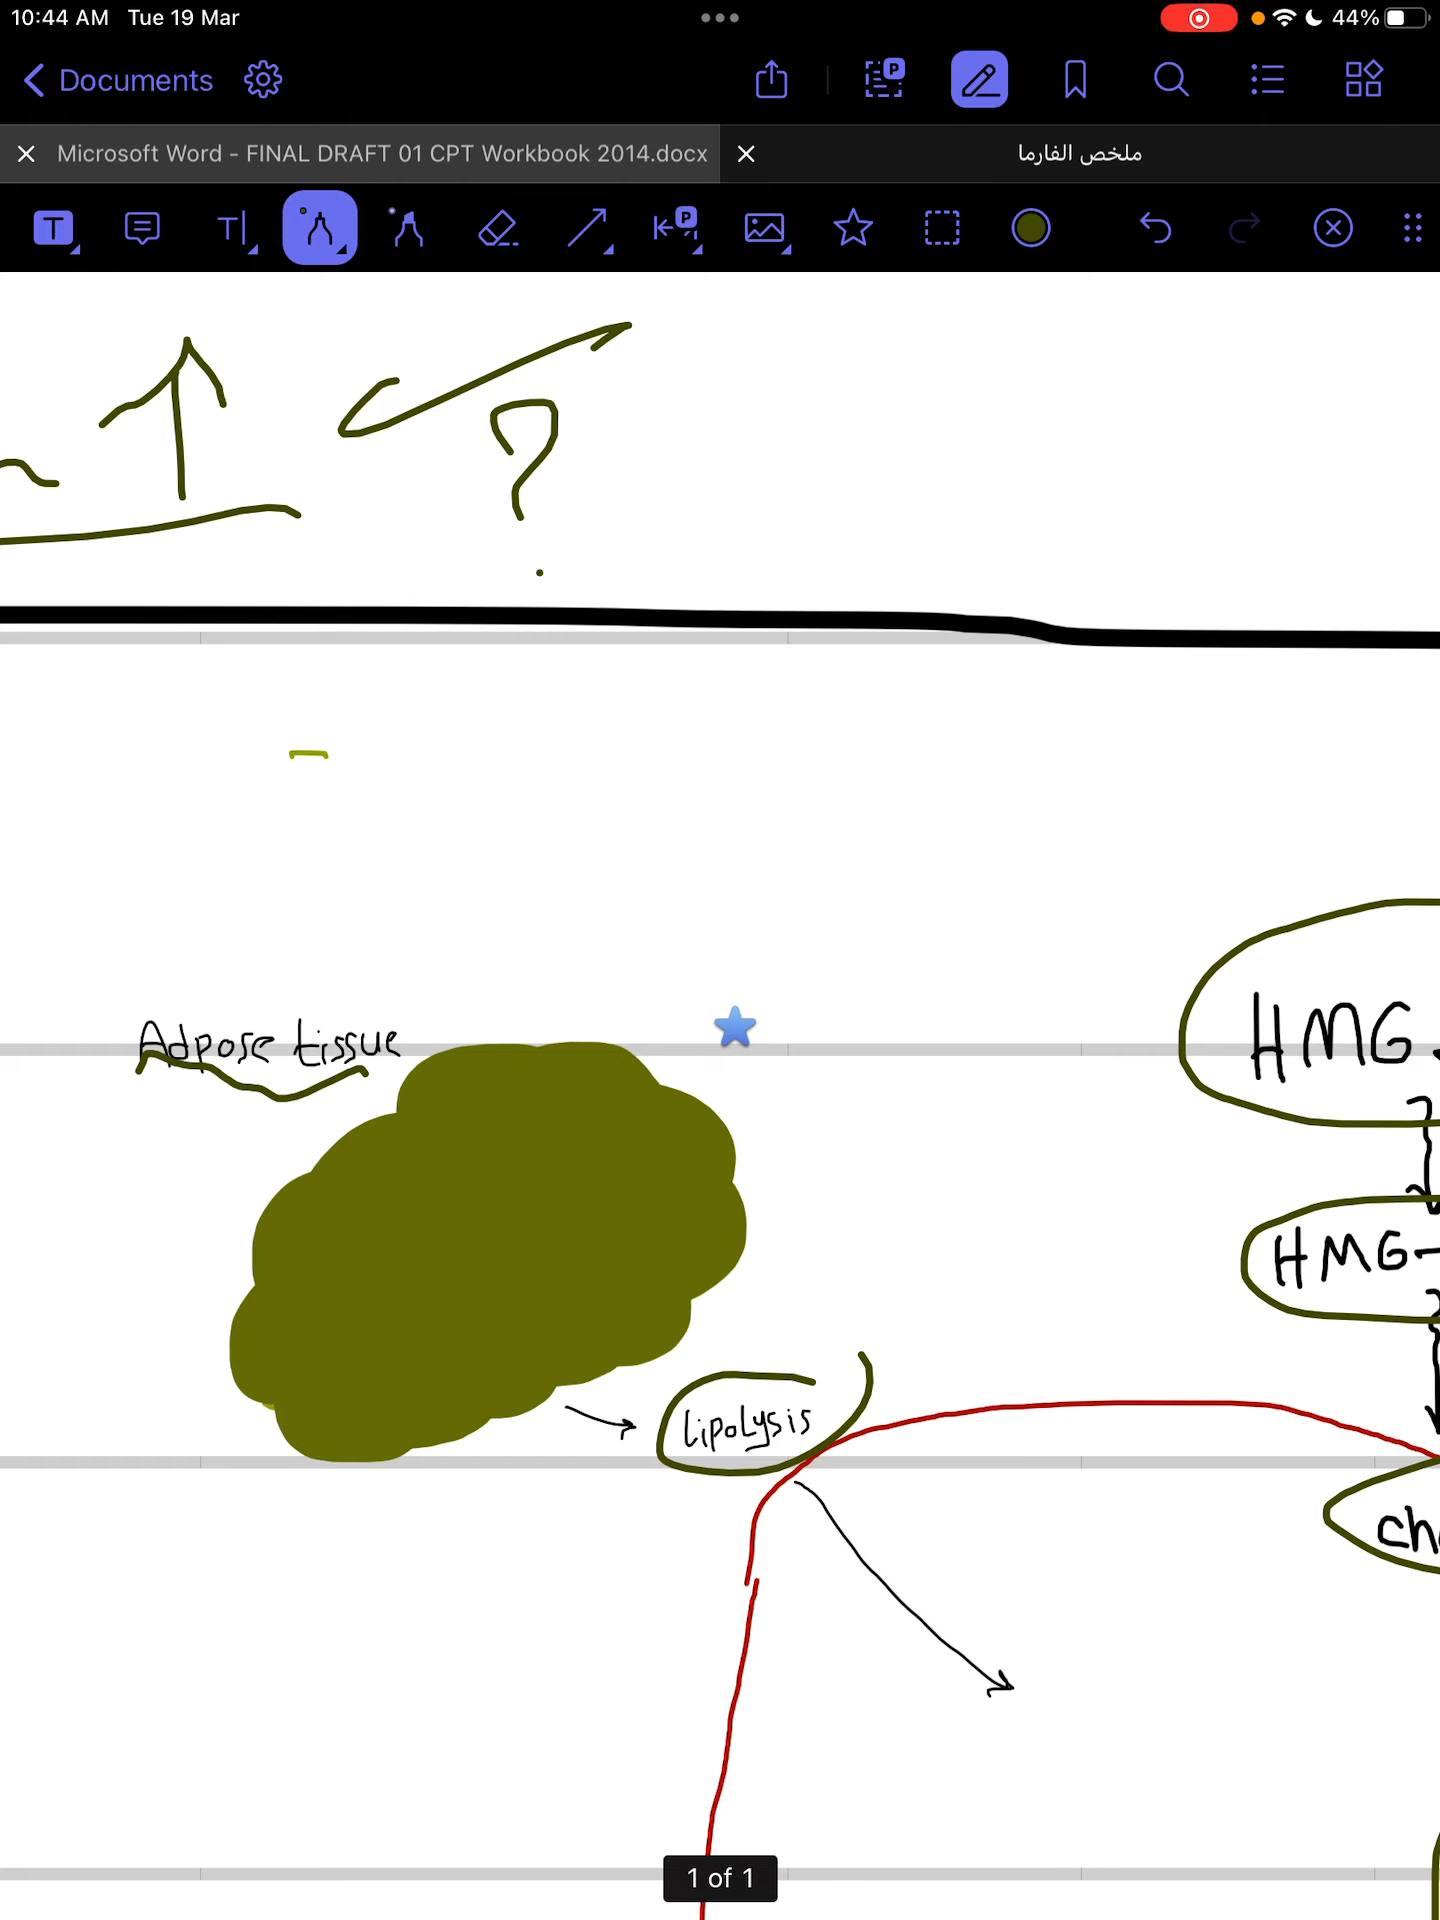 10:44 AM Tue 19 Mar
44%
Documents
Microsoft Word - FINAL DRAFT 01 CPT Workbook 2014.docx
ملخص الفارما
?
HMG
Adpose tissue
HMG-
Lipolysis
ch
1 of 1